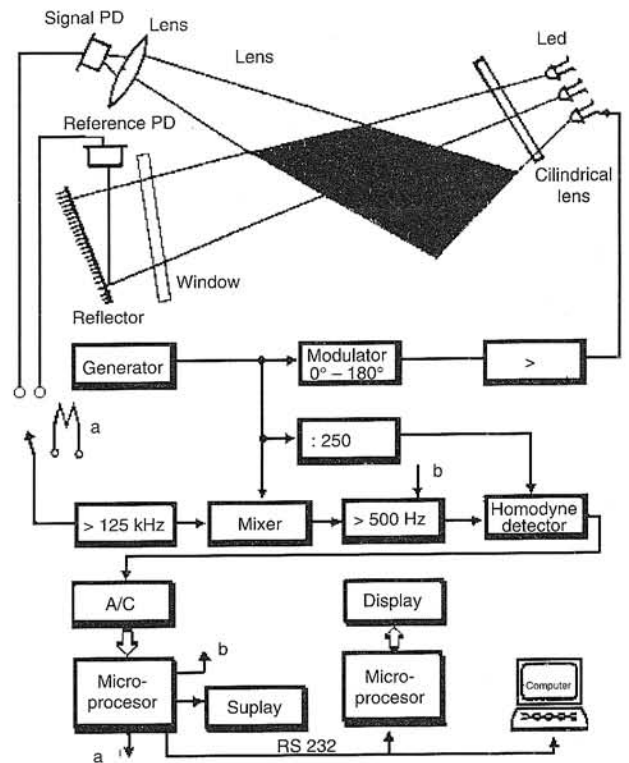 Signal PD
Lens
Lens
Led
Reference PD
Cilindrical
lens
Window
Reflector
Generator
Modulator
0° – 180°
>
a
: 250
b
> 125 kHz
Mixer
> 500 Hz
Homodyne
detector
A/C
Display
b
Micro-
procesor
Suplay
Micro-
procesor
Computer
a
RS 232